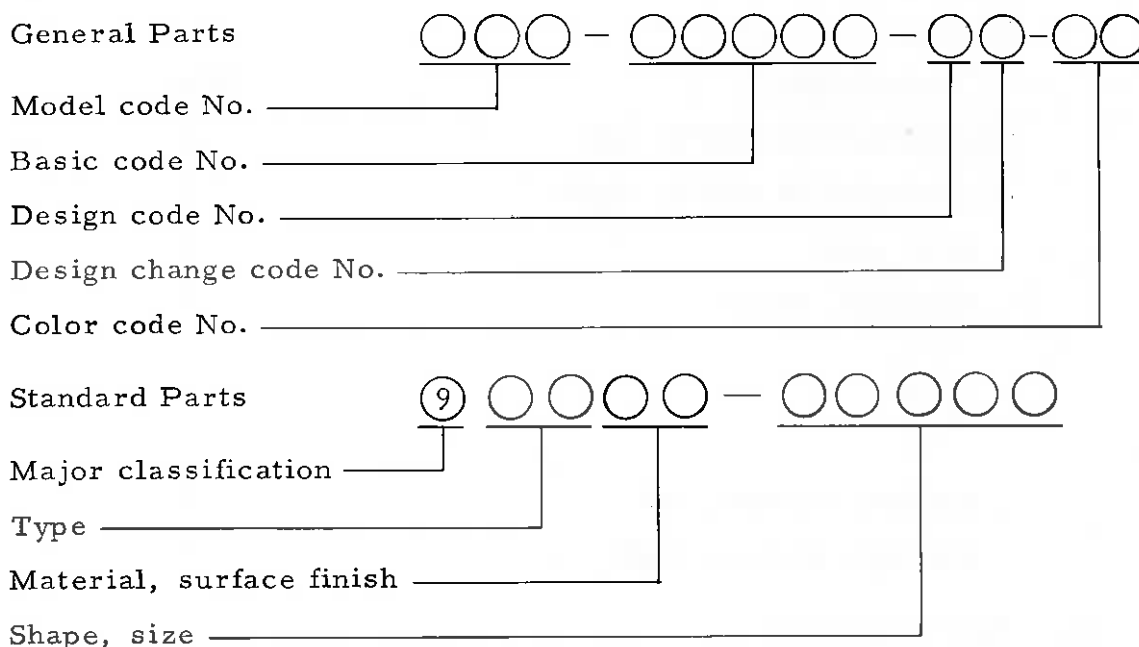 General Parts
Model code No.
Basic code No.
Design code No.
Design change code No.
Color code No.
Standard Parts 9
Major classification
Type
Material, surface finish
Shape, size